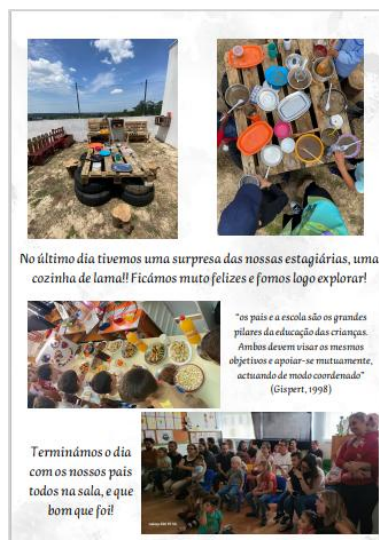 No último dia tivemos uma surpresa das nossas estagiárias, uma
cozinha de lama!! Ficámos muto felizes e fomos logo explorar!
"os pais e a escola são os grandes
pilares da educação das crianças.
Ambos devem visar os mesmos
objetivos e apoiar-se mutuamente,
actuando de modo coordenado"
(Gispert, 1998)
Terminámos o dia
com os nossos pais
todos na sala, e que
bom que foi!